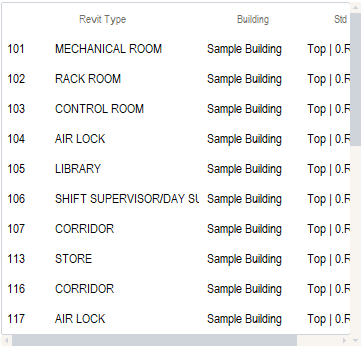 Revit Type Building Std
101 MECHANICAL ROOM Sample Building Top | 0.R
102 RACK ROOM Sample Building Top | 0.R
103 CONTROL ROOM Sample Building Top | 0.R
104 AIR LOCK Sample Building Top | 0.R
105 LIBRARY Sample Building Top | 0.R
106 SHIFT SUPERVISOR/DAY SU Sample Building Top | 0.R
107 CORRIDOR Sample Building Top | 0.R
113 STORE Sample Building Top | 0.R
116 CORRIDOR Sample Building Top | 0.R
117 AIR LOCK Sample Building Top | 0.R